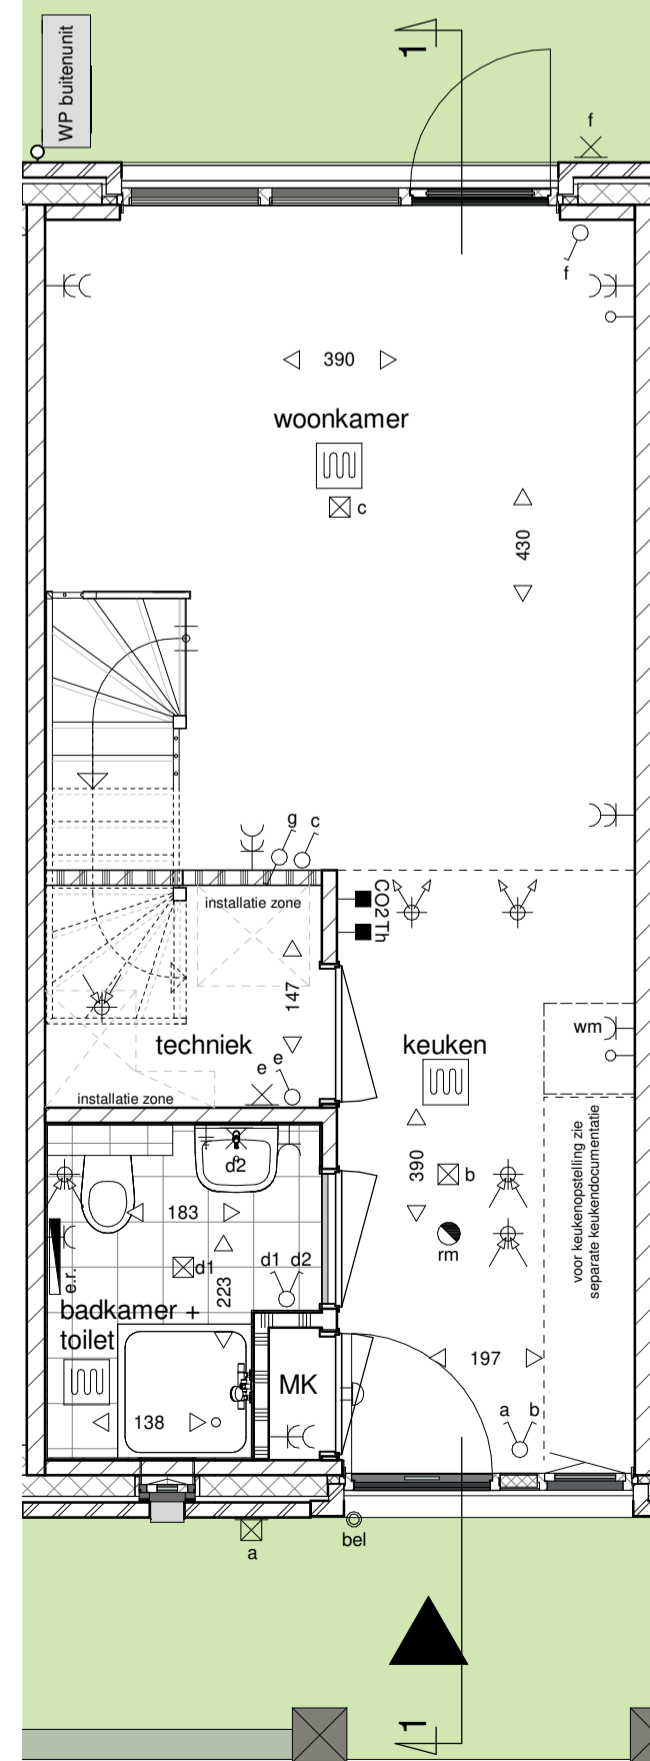 1
WP buitenunit
f
f
390
woonkamer
c
430
g c
installatie zone
CO2
Th
147
techniek
e e
installatie zone
keuken
wm
voor keukenopstelling zie
separate keukendocumentatie
390
b
rm
d2
183
d1
223
d1 d2
e.r.
badkamer +
toilet
138
MK
197
a b
a
bel
1